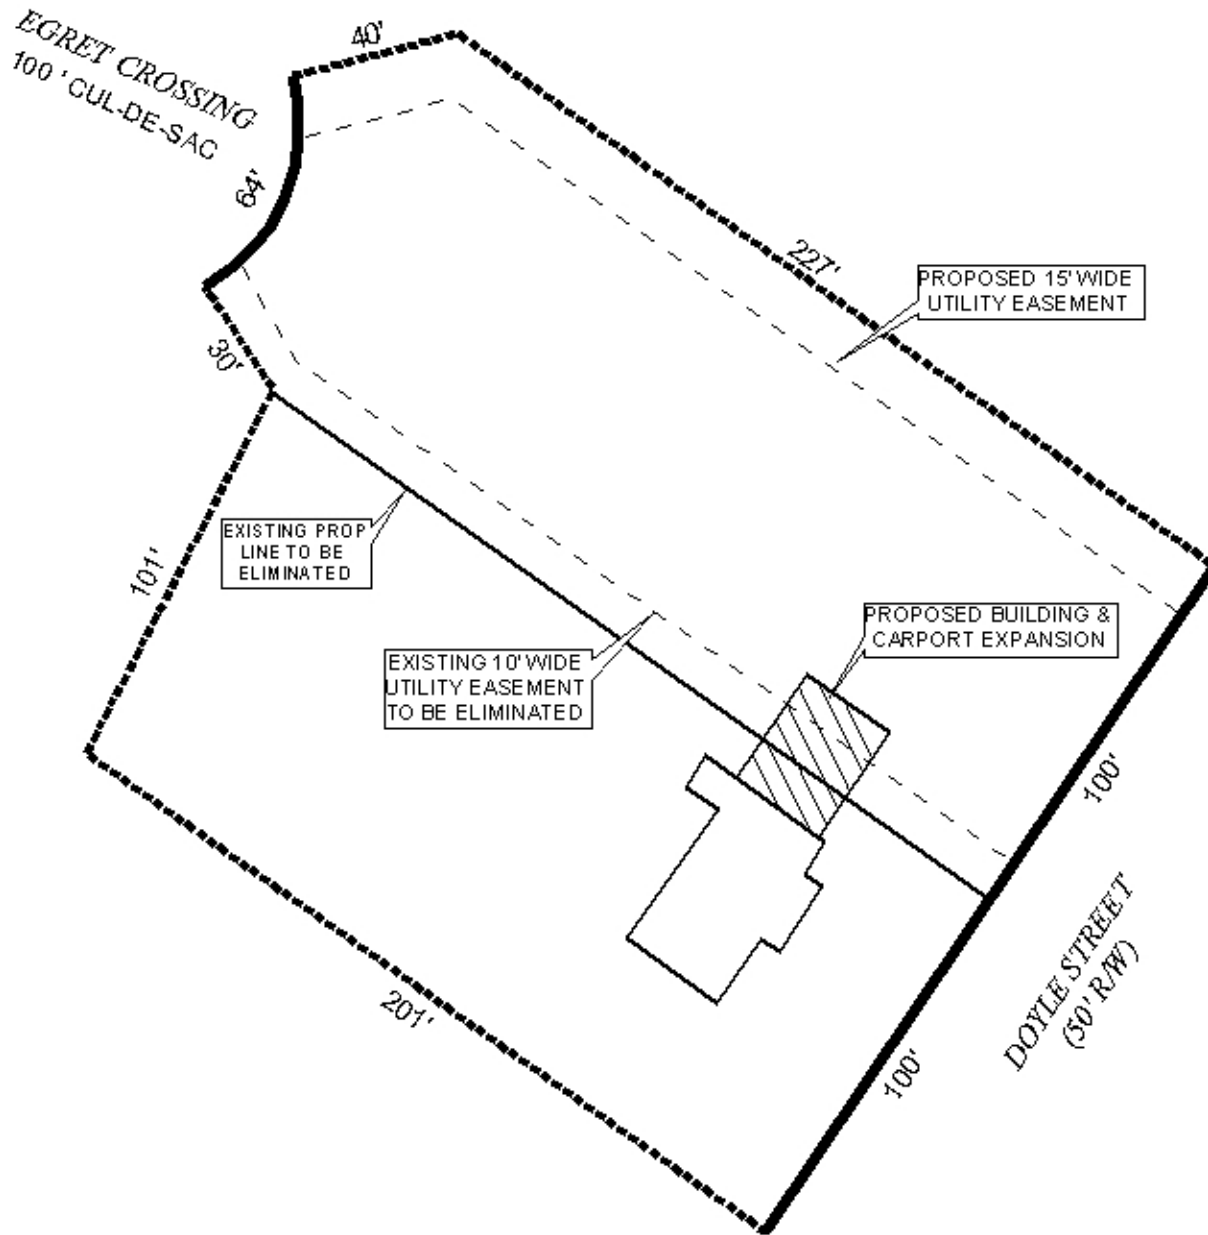 EGRET CROSSING
100 ' CUL-DE-SAC
40'
64'
30'
227'
PROPOSED 15' WIDE
UTILITY EASEMENT
101'
EXISTING PROP
LINE TO BE
ELIMINATED
EXISTING 10' WIDE
UTILITY EASEMENT
TO BE ELIMINATED
PROPOSED BUILDING &
CARPORT EXPANSION
100'
DOYLE STREET
(50' R/W)
100'
201'